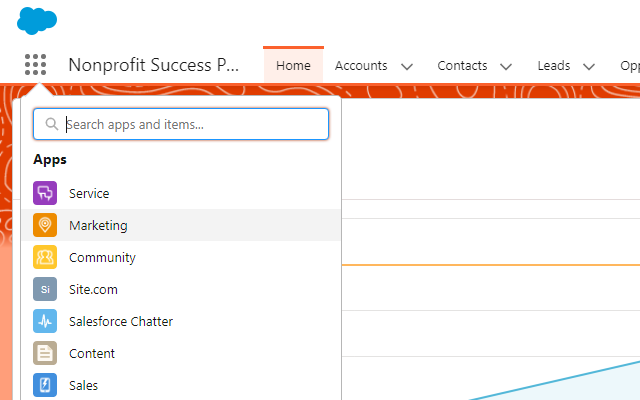 Nonprofit Success P... Home Accounts Contacts Leads Opp
Search apps and items...
Apps
Service
Marketing
Community
Si Site.com
Salesforce Chatter
Content
Sales